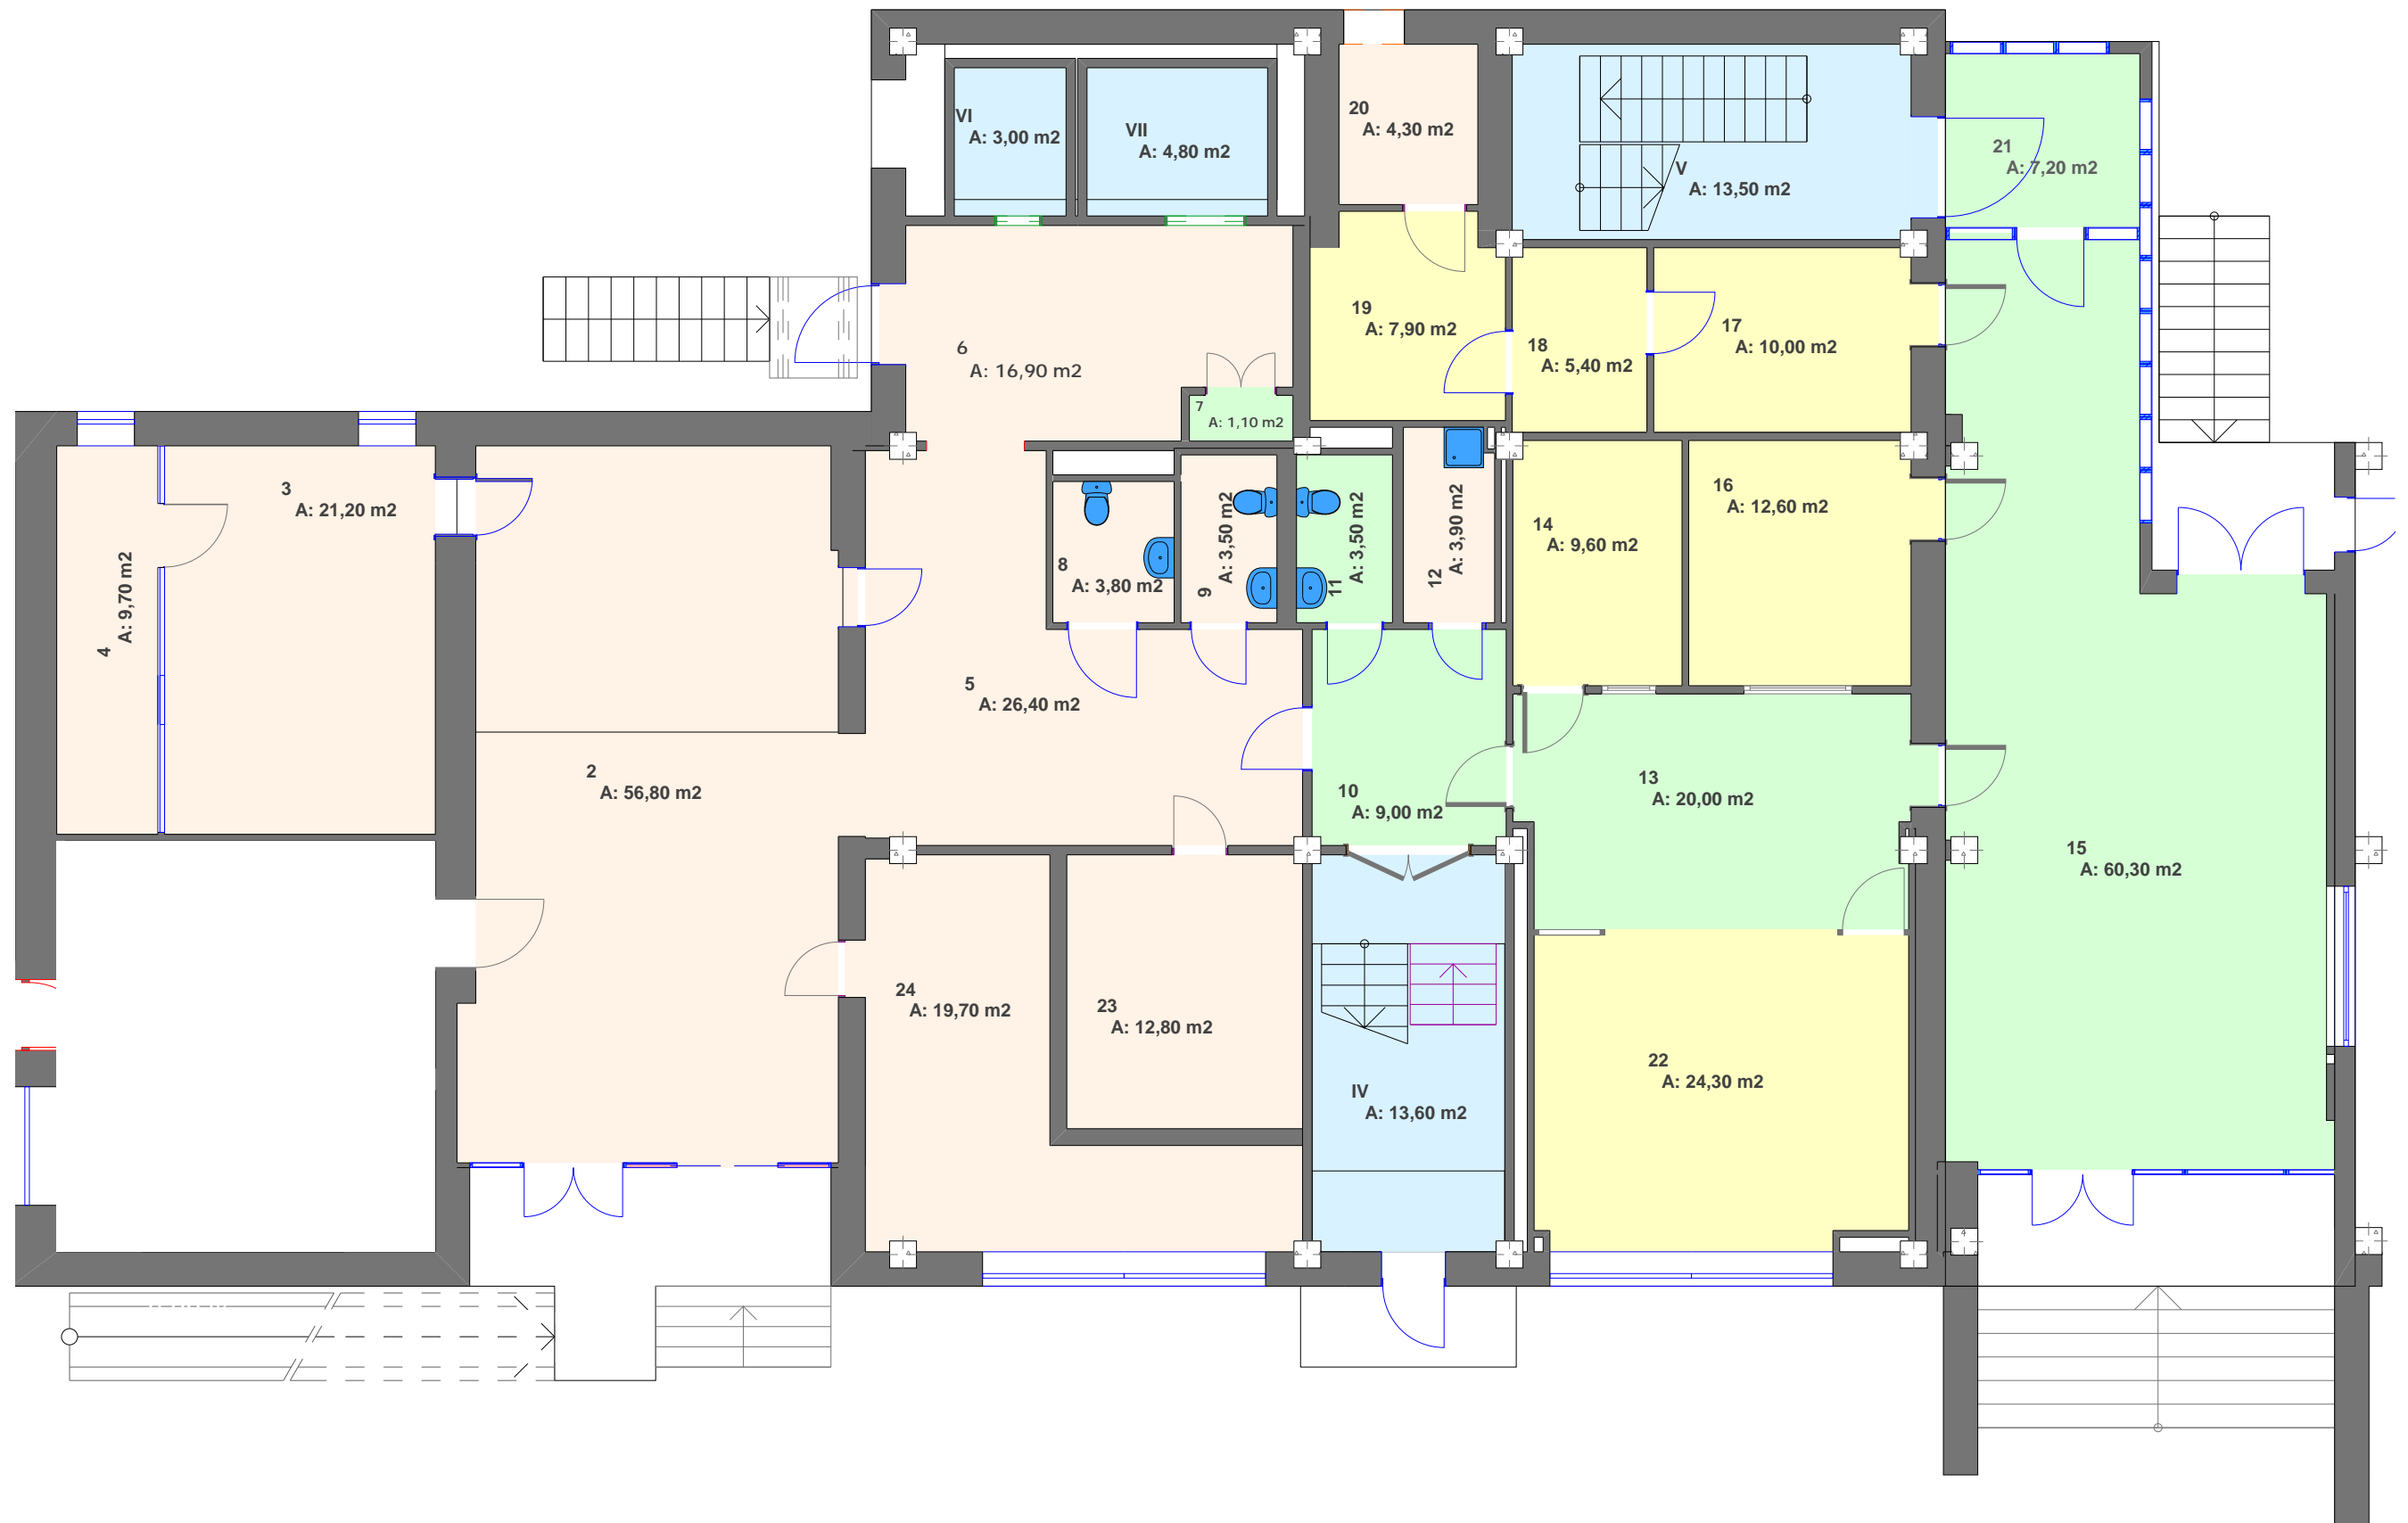 VI
A: 3,00 m2
VII
A: 4,80 m2
20
A: 4,30 m2
V
A: 13,50 m2
21
A: 7,20 m2
19
A: 7,90 m2
18
A: 5,40 m2
17
A: 10,00 m2
6
A: 16,90 m2
7
A: 1,10 m2
3
A: 21,20 m2
4
A: 9,70 m2
8
A: 3,80 m2
9
A: 3,50 m2
11
A: 3,50 m2
12
A: 3,90 m2
14
A: 9,60 m2
16
A: 12,60 m2
5
A: 26,40 m2
2
A: 56,80 m2
10
A: 9,00 m2
13
A: 20,00 m2
15
A: 60,30 m2
24
A: 19,70 m2
23
A: 12,80 m2
IV
A: 13,60 m2
22
A: 24,30 m2